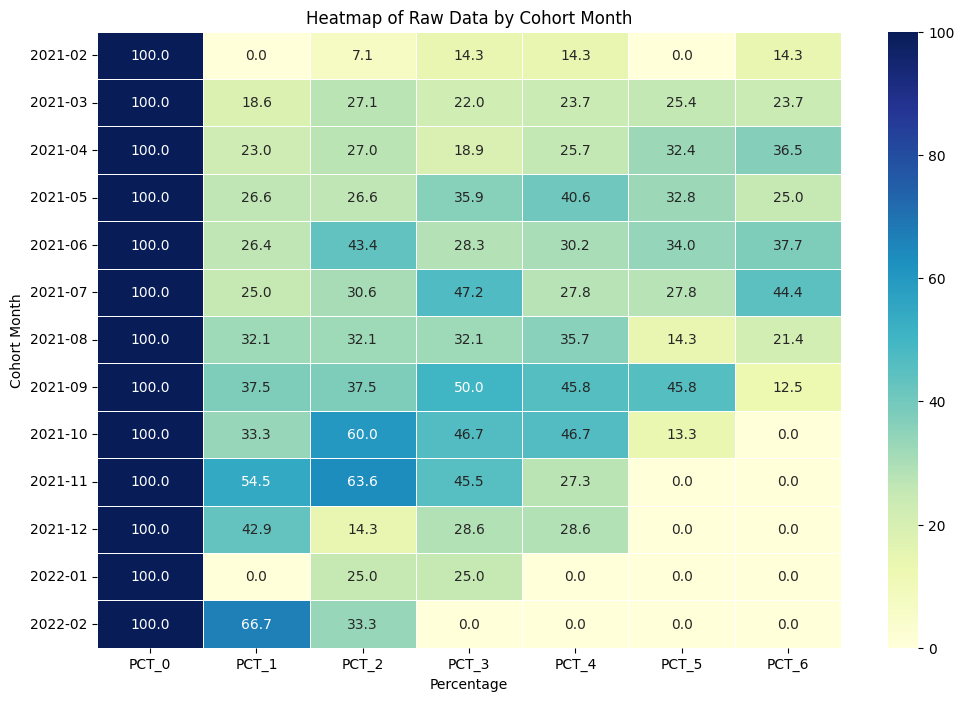 Heatmap of Raw Data by Cohort Month
2021-02 100.0 0.0 7.1 14.3 14.3 0.0 14.3
2021-03 100.0 18.6 27.1 22.0 23.7 25.4 23.7
2021-04 100.0 23.0 27.0 18.9 25.7 32.4 36.5
2021-05 100.0 26.6 26.6 35.9 40.6 32.8 25.0
2021-06 100.0 26.4 43.4 28.3 30.2 34.0 37.7
2021-07 100.0 25.0 30.6 47.2 27.8 27.8 44.4
2021-08 100.0 32.1 32.1 32.1 35.7 14.3 21.4
2021-09 100.0 37.5 37.5 50.0 45.8 45.8 12.5
2021-10 100.0 33.3 60.0 46.7 46.7 13.3 0.0
2021-11 100.0 54.5 63.6 45.5 27.3 0.0 0.0
2021-12 100.0 42.9 14.3 28.6 28.6 0.0 0.0
2022-01 100.0 0.0 25.0 25.0 0.0 0.0 0.0
2022-02 100.0 66.7 33.3 0.0 0.0 0.0 0.0
PCT_0 PCT_1 PCT_2 PCT_3 PCT_4 PCT_5 PCT_6
Percentage
Cohort Month
100
80
60
40
20
0